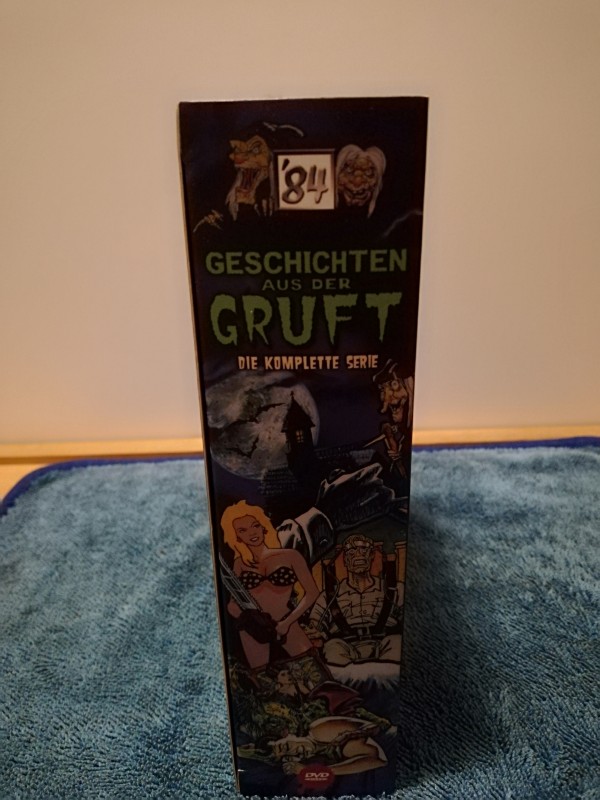 '84
GESCHICHTEN
AUS DER
GRUFT
DIE KOMPLETTE SERIE
DVD